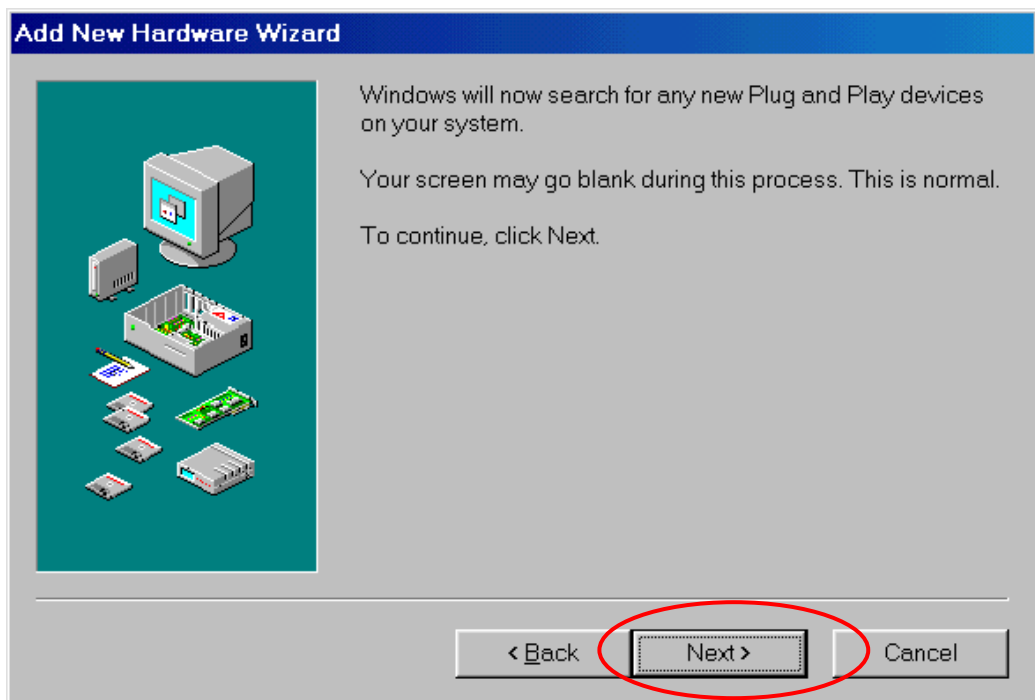 Add New Hardware Wizard
Windows will now search for any new Plug and Play devices
on your system.
Your screen may go blank during this process. This is normal.
To continue, click Next.
< Back
Next >
Cancel